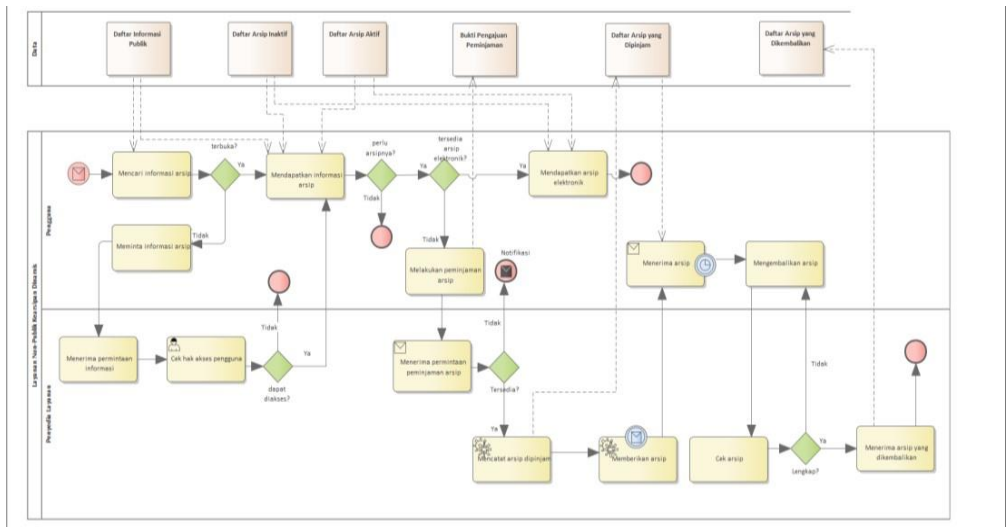 Data
Daftar Informasi
Publik
Daftar Arsip Inaktif
Daftar Arsip Aktif
Bukti Pengajuan
Peminjaman
Daftar Arsip yang
Dipinjam
Daftar Arsip yang
Dikembalikan
Layanan Non-Publik Kearsipan Dinamik
Pengguna
Mencari informasi arsip
terbuka?
Ya
Mendapatkan informasi
arsip
perlu
arsipnya?
Ya
Tidak
tersedia
arsip
elektronik?
Ya
Mendapatkan arsip
elektronik
Tidak
Meminta informasi arsip
Tidak
Melakukan peminjaman
arsip
Notifikasi
Menerima arsip
Mengembalikan arsip
Penyedia Layanan
Menerima permintaan
informasi
Cek hak akses pengguna
Tidak
Ya
dapat
diakses?
Menerima permintaan
peminjaman arsip
Tidak
Tersedia?
Ya
Mencatat arsip dipinjam
Memberikan arsip
Cek arsip
Tidak
Lengkap?
Ya
Menerima arsip yang
dikembalikan